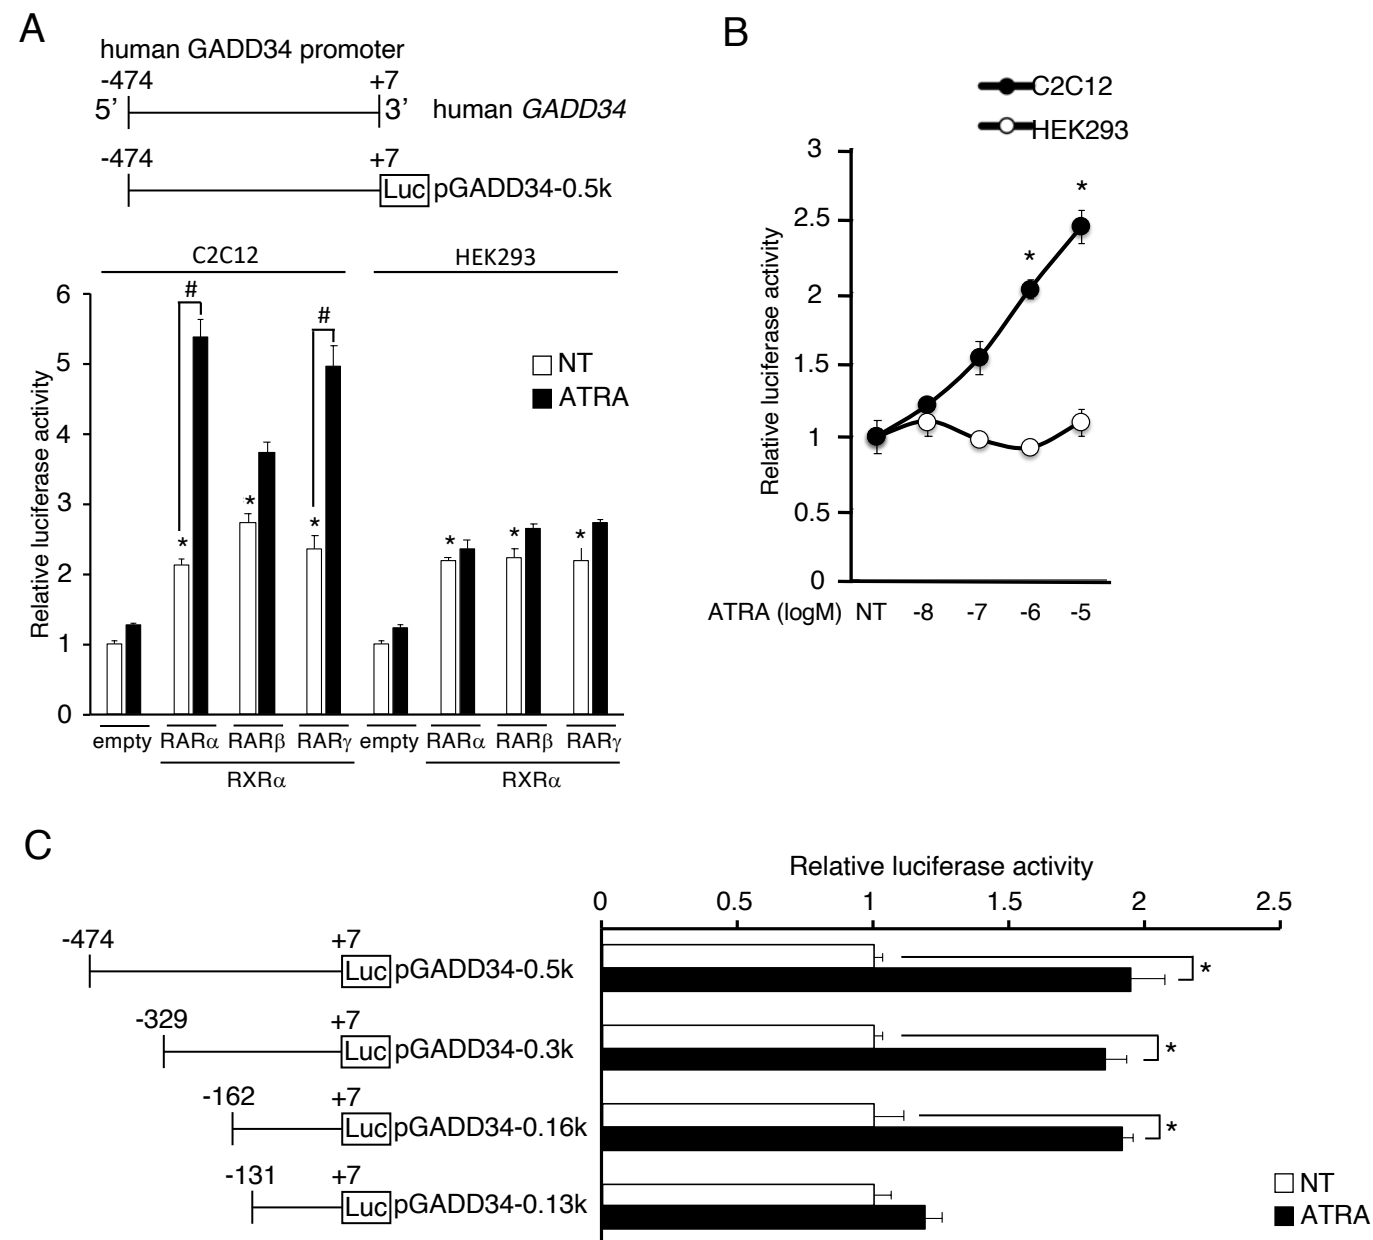 A
human GADD34 promoter
-474 +7
5’ 3’ human GADD34
-474 +7
Luc pGADD34-0.5k
C2C12 HEK293
Relative luciferase activity
6
5
4
3
2
1
0
# #
* * * * * *
NT
ATRA
empty RARα RARβ RARγ empty RARα RARβ RARγ
RXRα RXRα
B
C2C12
HEK293
Relative luciferase activity
3
2.5
2
1.5
1
0.5
0
* *
ATRA (logM) NT -8 -7 -6 -5
C
Relative luciferase activity
0 0.5 1 1.5 2 2.5
-474 +7
Luc pGADD34-0.5k *
-329 +7
Luc pGADD34-0.3k *
-162 +7
Luc pGADD34-0.16k *
-131 +7
Luc pGADD34-0.13k
NT
ATRA